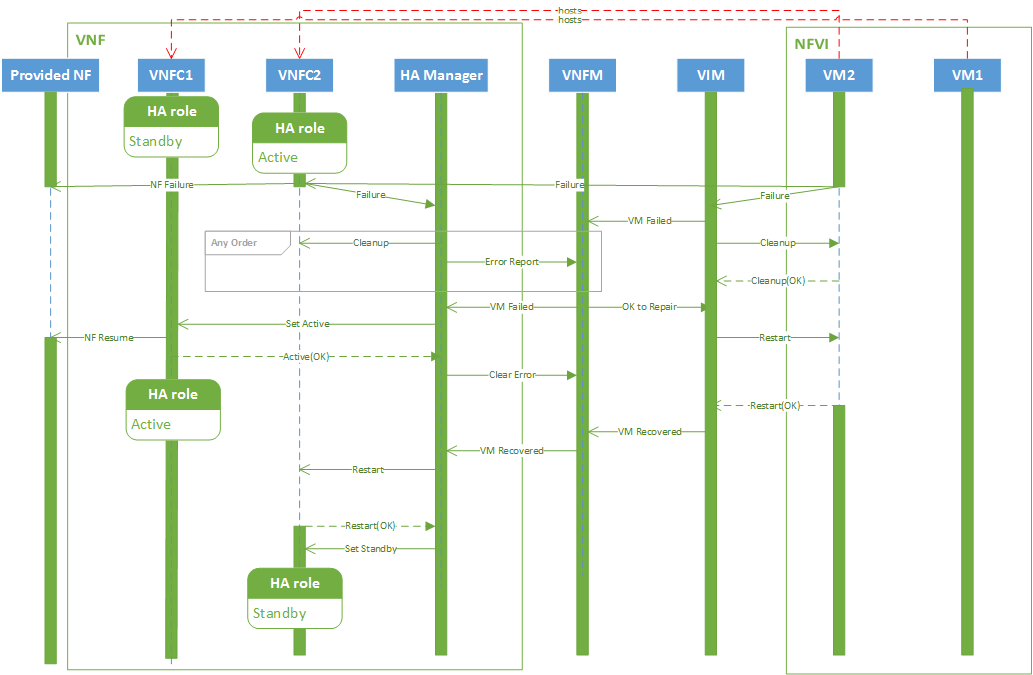 hosts
hosts
VNF
NFVI
Provided NF
VNFC1
VNFC2
HA Manager
VNFM
VIM
VM2
VM1
HA role
Standby
HA role
Active
NF Failure
Failure
Failure
Failure
VM Failed
Any Order
Cleanup
Cleanup
Error Report
Cleanup(OK)
VM Failed
OK to Repair
Set Active
NF Resume
Restart
Active(OK)
Clear Error
HA role
Active
Restart(OK)
VM Recovered
VM Recovered
Restart
Restart(OK)
Set Standby
HA role
Standby